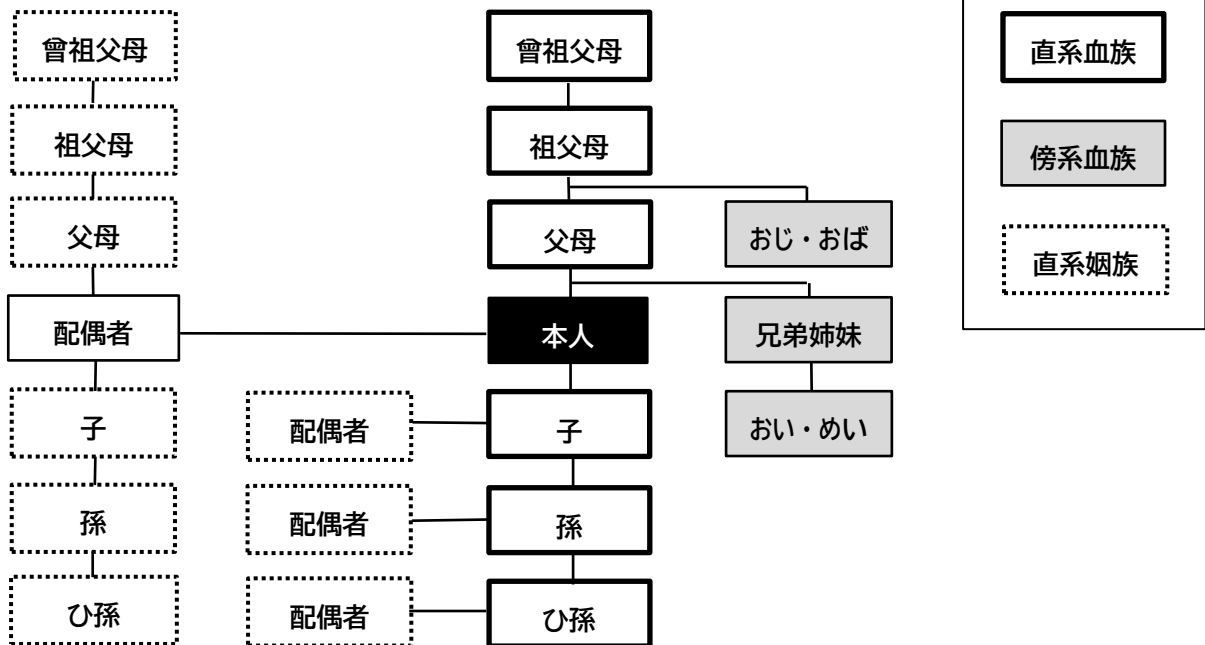 曾祖父母
曾祖父母
直系血族
祖父母
祖父母
傍系血族
父母
父母
おじ・おば
直系姻族
配偶者
本人
兄弟姉妹
子
配偶者
子
おい・めい
孫
配偶者
孫
ひ孫
配偶者
ひ孫